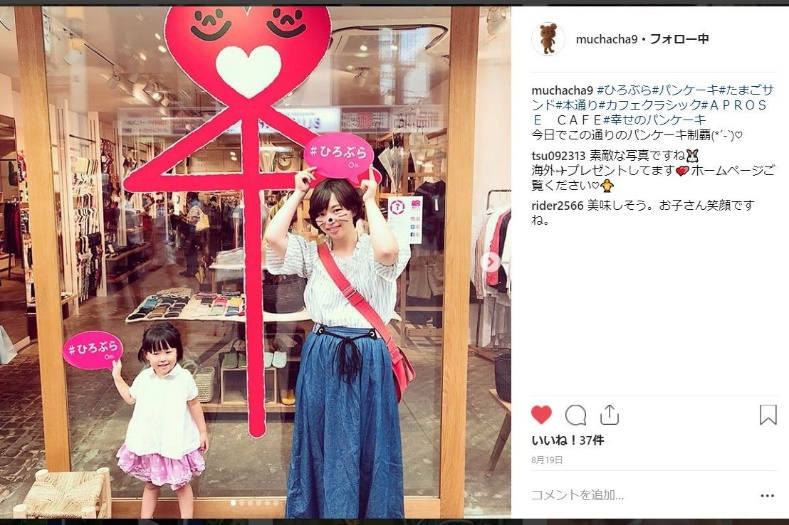 #ひろぶら
#ひろぶら
muchacha9・フォロー中
muchacha9 #ひろぶら#パンケーキ#たまごサ
ンド#本通り#カフェクラシック#ＡＰＲＯＳ
Ｅ　ＣＡＦＥ#幸せのパンケーキ
今日でこの通りのパンケーキ制覇(*´-`)♡
tsu092313 素敵な写真ですね🐹
海外✈プレゼントしてます💓ホームページご
覧ください♡🐥
rider2566 美味しそう。お子さん笑顔です
ね。
いいね！37件
8月19日
コメントを追加...